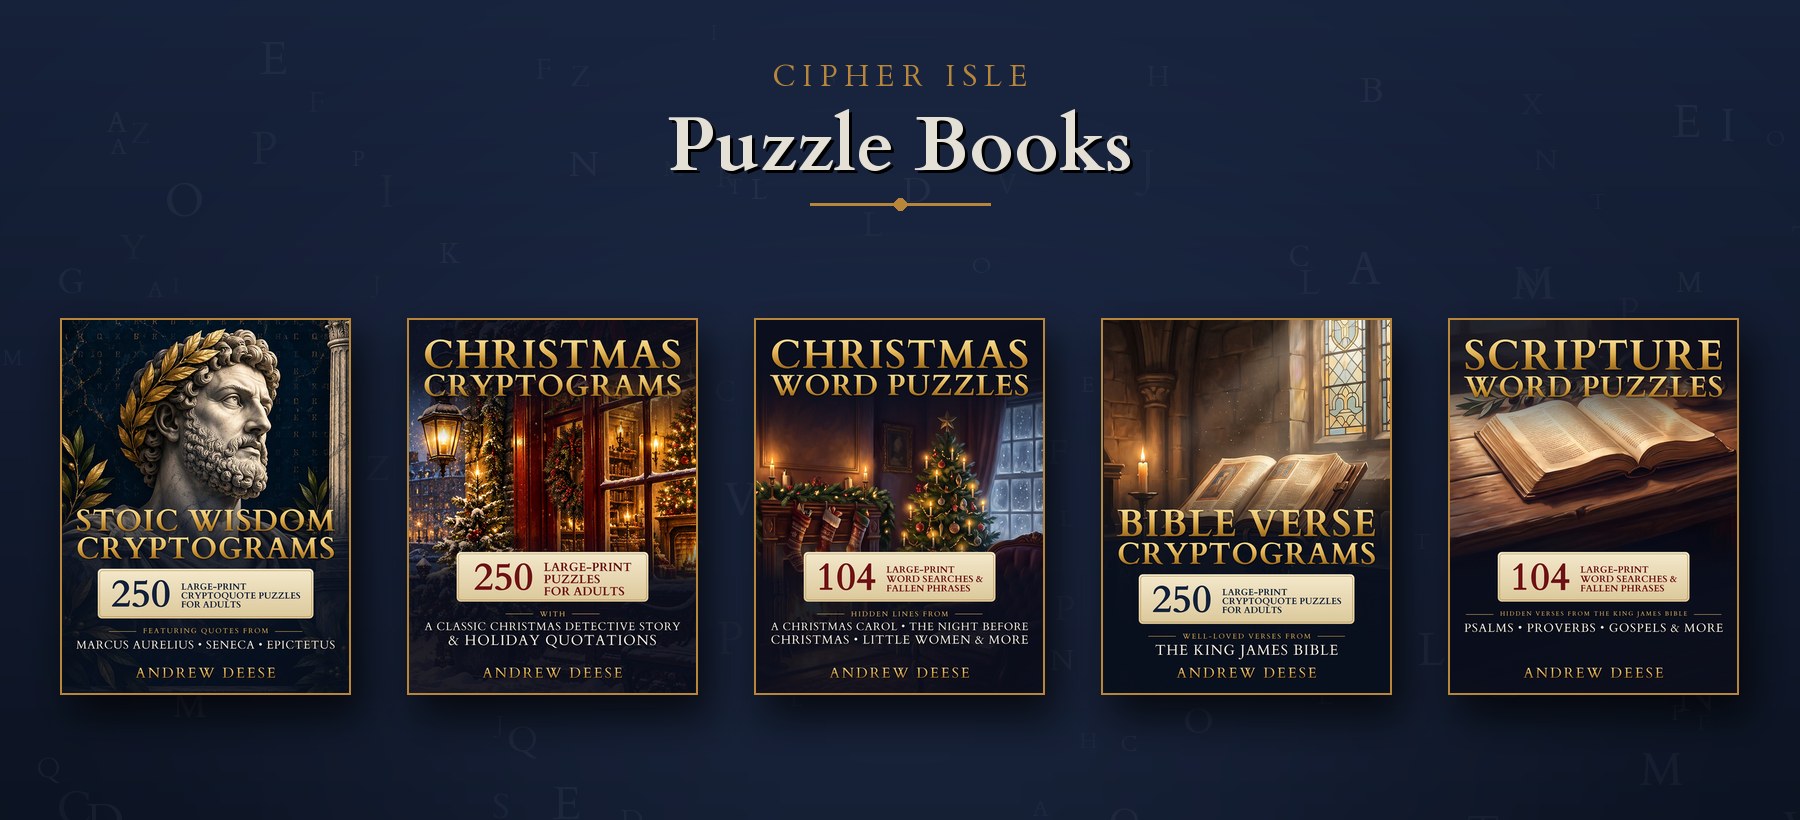 CIPHER ISLE
Puzzle Books
STOIC WISDOM
CRYPTOGRAMS
250
LARGE-PRINT
CRYPTOQUOTE PUZZLES
FOR ADULTS
FEATURING QUOTES FROM
MARCUS AURELIUS • SENECA • EPICTETUS
ANDREW DEESE
CHRISTMAS
CRYPTOGRAMS
250
LARGE-PRINT
PUZZLES
FOR ADULTS
WITH
A CLASSIC CHRISTMAS DETECTIVE STORY
& HOLIDAY QUOTATIONS
ANDREW DEESE
CHRISTMAS
WORD PUZZLES
104
LARGE-PRINT
WORD SEARCHES &
FALLEN PHRASES
HIDDEN LINES FROM
A CHRISTMAS CAROL • THE NIGHT BEFORE
CHRISTMAS • LITTLE WOMEN & MORE
ANDREW DEESE
BIBLE VERSE
CRYPTOGRAMS
250
LARGE-PRINT
CRYPTOQUOTE PUZZLES
FOR ADULTS
WELL-LOVED VERSES FROM
THE KING JAMES BIBLE
ANDREW DEESE
SCRIPTURE
WORD PUZZLES
104
LARGE-PRINT
WORD SEARCHES &
FALLEN PHRASES
HIDDEN VERSES FROM THE KING JAMES BIBLE
PSALMS • PROVERBS • GOSPELS & MORE
ANDREW DEESE